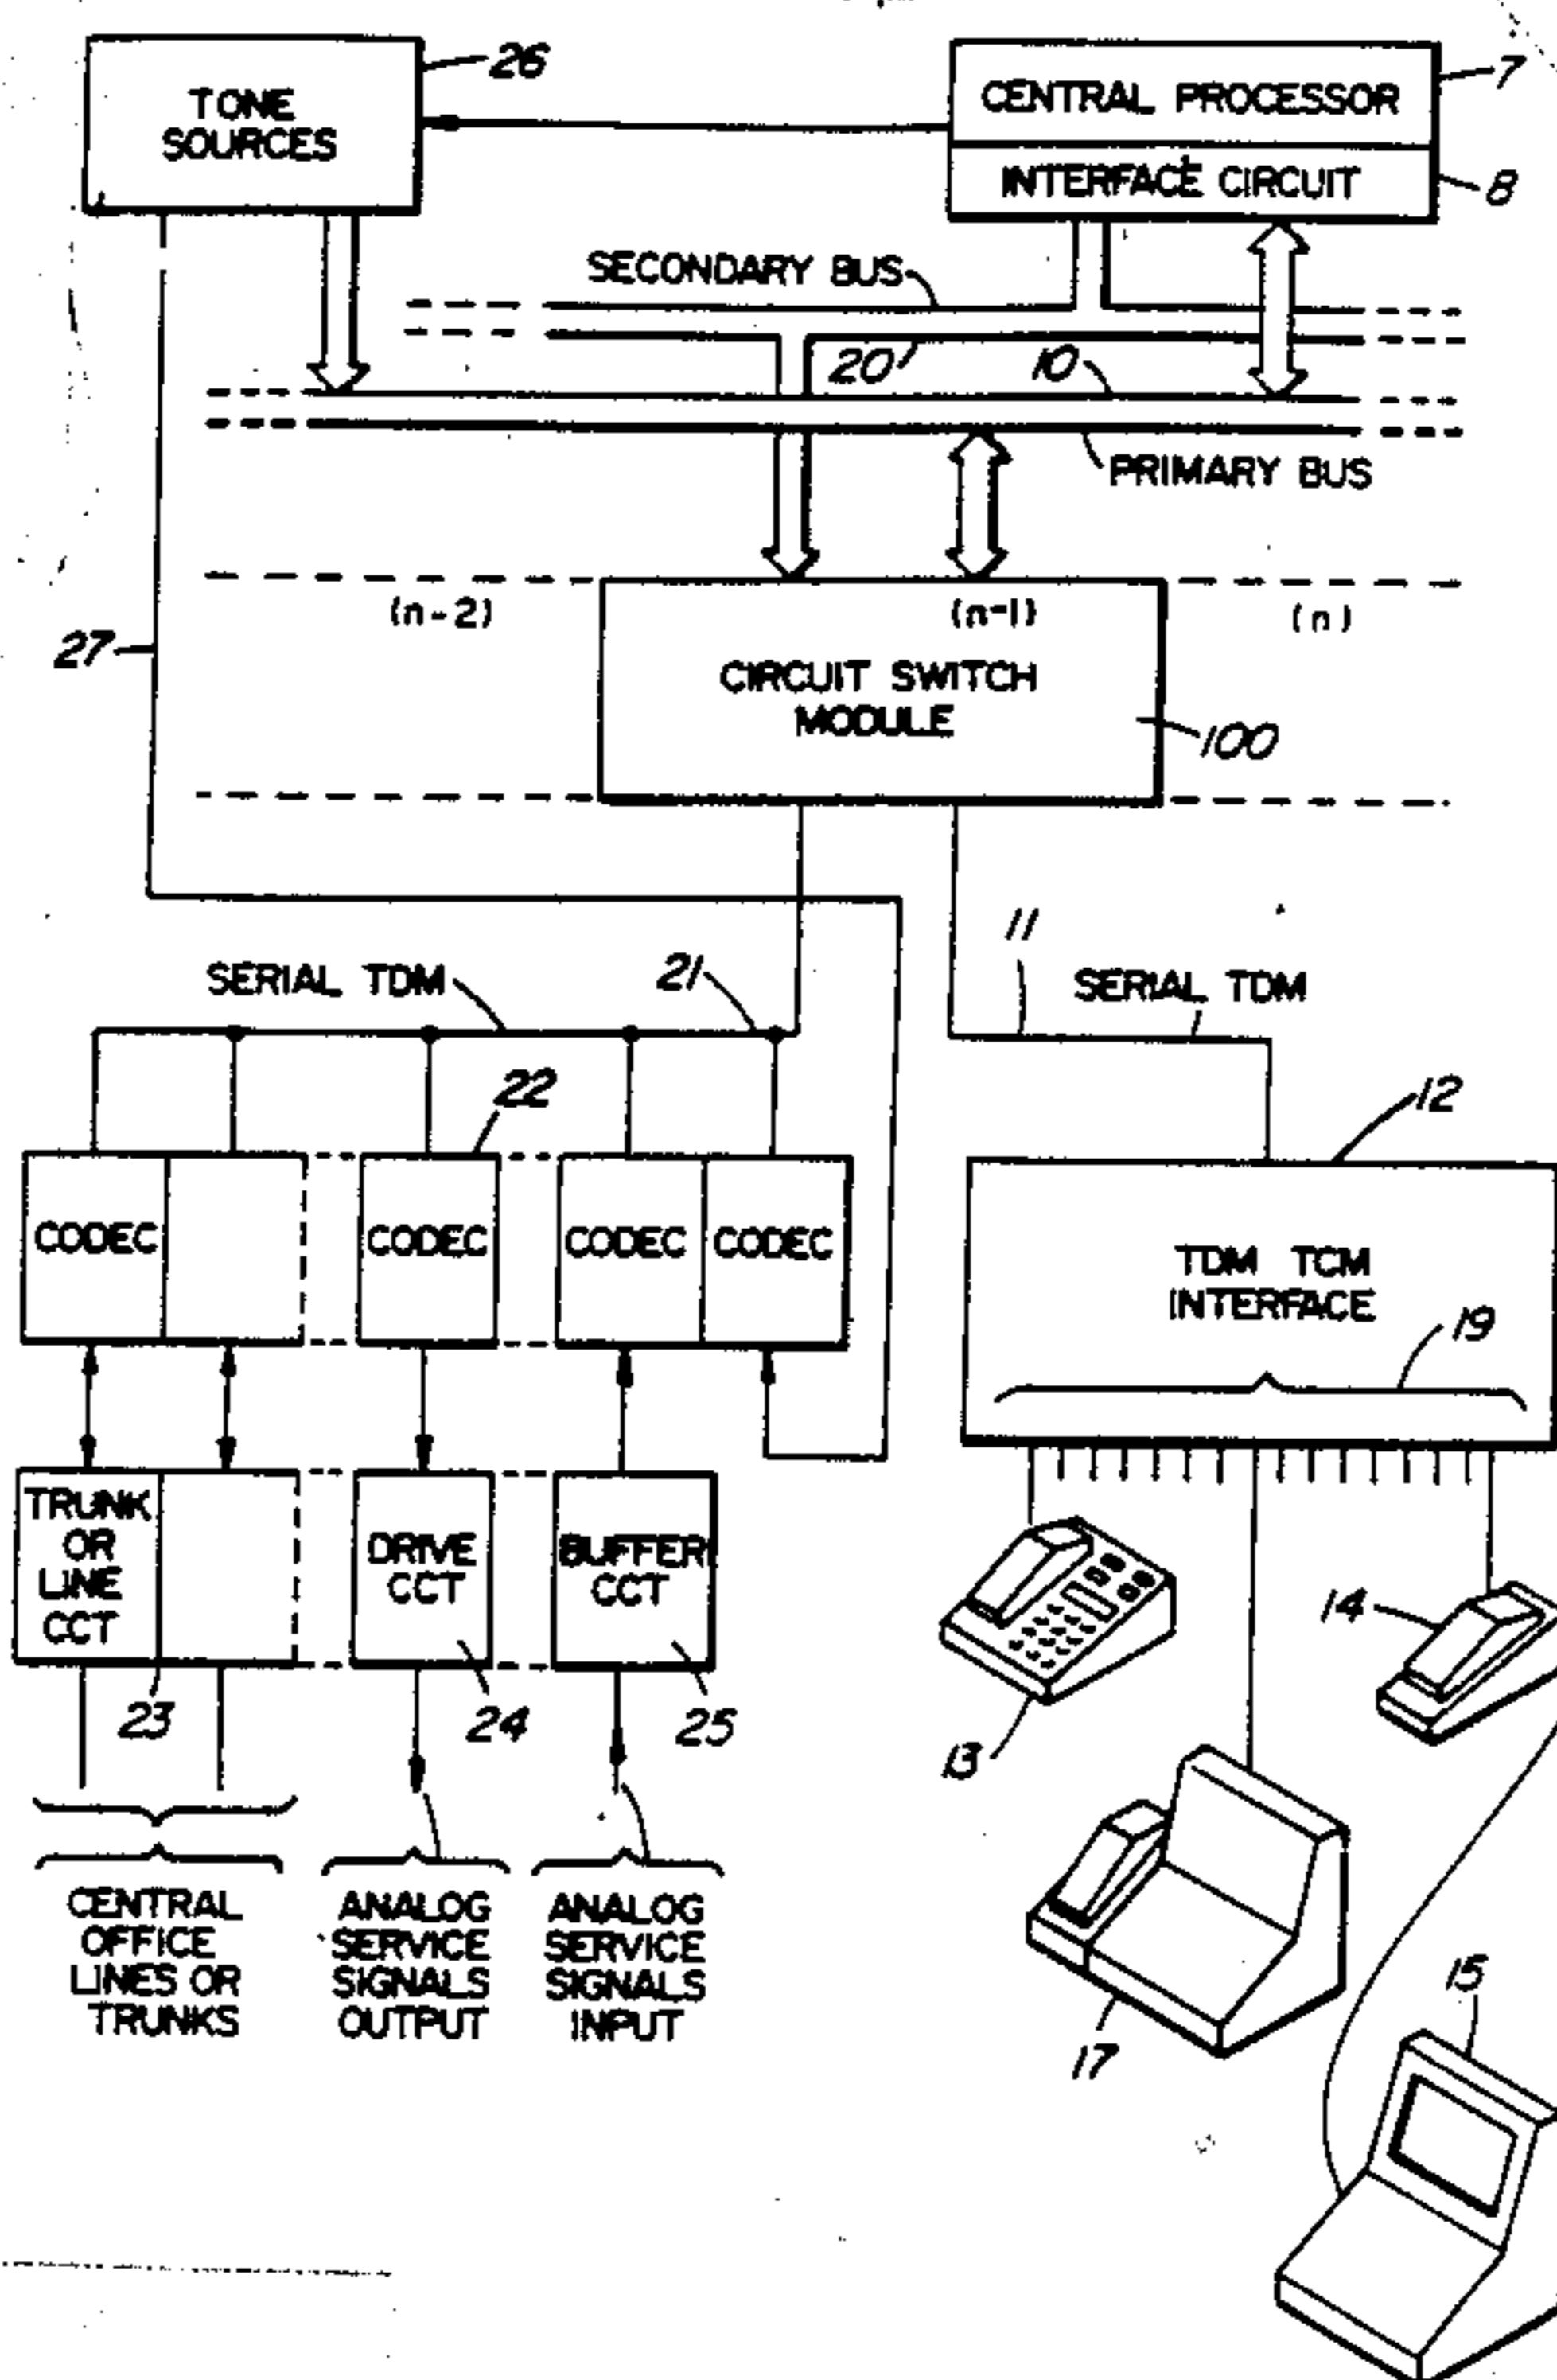 TONE
SOURCES
26
CENTRAL PROCESSOR
7
INTERFACE CIRCUIT
8
SECONDARY BUS
20
10
PRIMARY BUS
(n-2)
(n-1)
(n)
27
CIRCUIT SWITCH
MODULE
100
11
SERIAL TDM
21
SERIAL TDM
22
12
CODEC
CODEC
CODEC
CODEC
TDM TCM
INTERFACE
19
TRUNK
OR
LINE
CCT
DRIVE
CCT
BUFFER
CCT
23
24
25
13
14
17
15
CENTRAL
OFFICE
LINES OR
TRUNKS
ANALOG
SERVICE
SIGNALS
OUTPUT
ANALOG
SERVICE
SIGNALS
INPUT